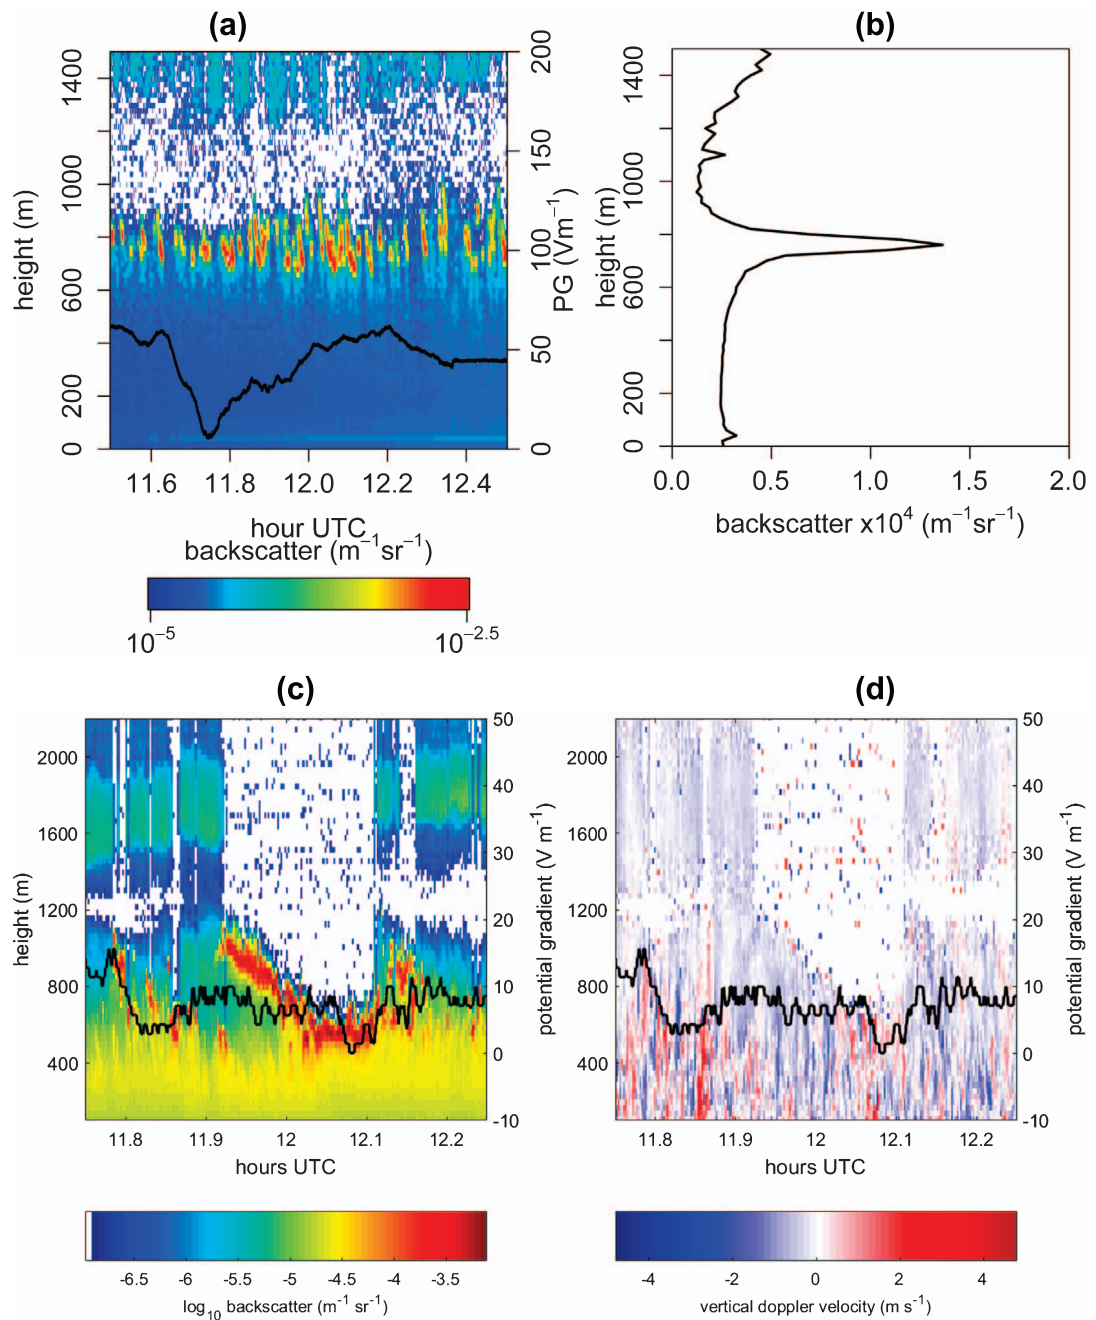 (a)
(b)
height (m)
0
200
600
1000
1400
11.6 11.8 12.0 12.2 12.4
hour UTC
0
50
100
150
200
PG (Vm⁻¹)
backscatter (m⁻¹sr⁻¹)
10⁻⁵
10⁻²·⁵
height (m)
0
200
600
1000
1400
0.0 0.5 1.0 1.5 2.0
backscatter x10⁴ (m⁻¹sr⁻¹)
(c)
(d)
height (m)
2000
1600
1200
800
400
11.8 11.9 12 12.1 12.2
hours UTC
50
40
30
20
10
0
-10
potential gradient (V m⁻¹)
-6.5 -6 -5.5 -5 -4.5 -4 -3.5
log₁₀ backscatter (m⁻¹ sr⁻¹)
2000
1600
1200
800
400
11.8 11.9 12 12.1 12.2
hours UTC
50
40
30
20
10
0
-10
potential gradient (V m⁻¹)
-4 -2 0 2 4
vertical doppler velocity (m s⁻¹)